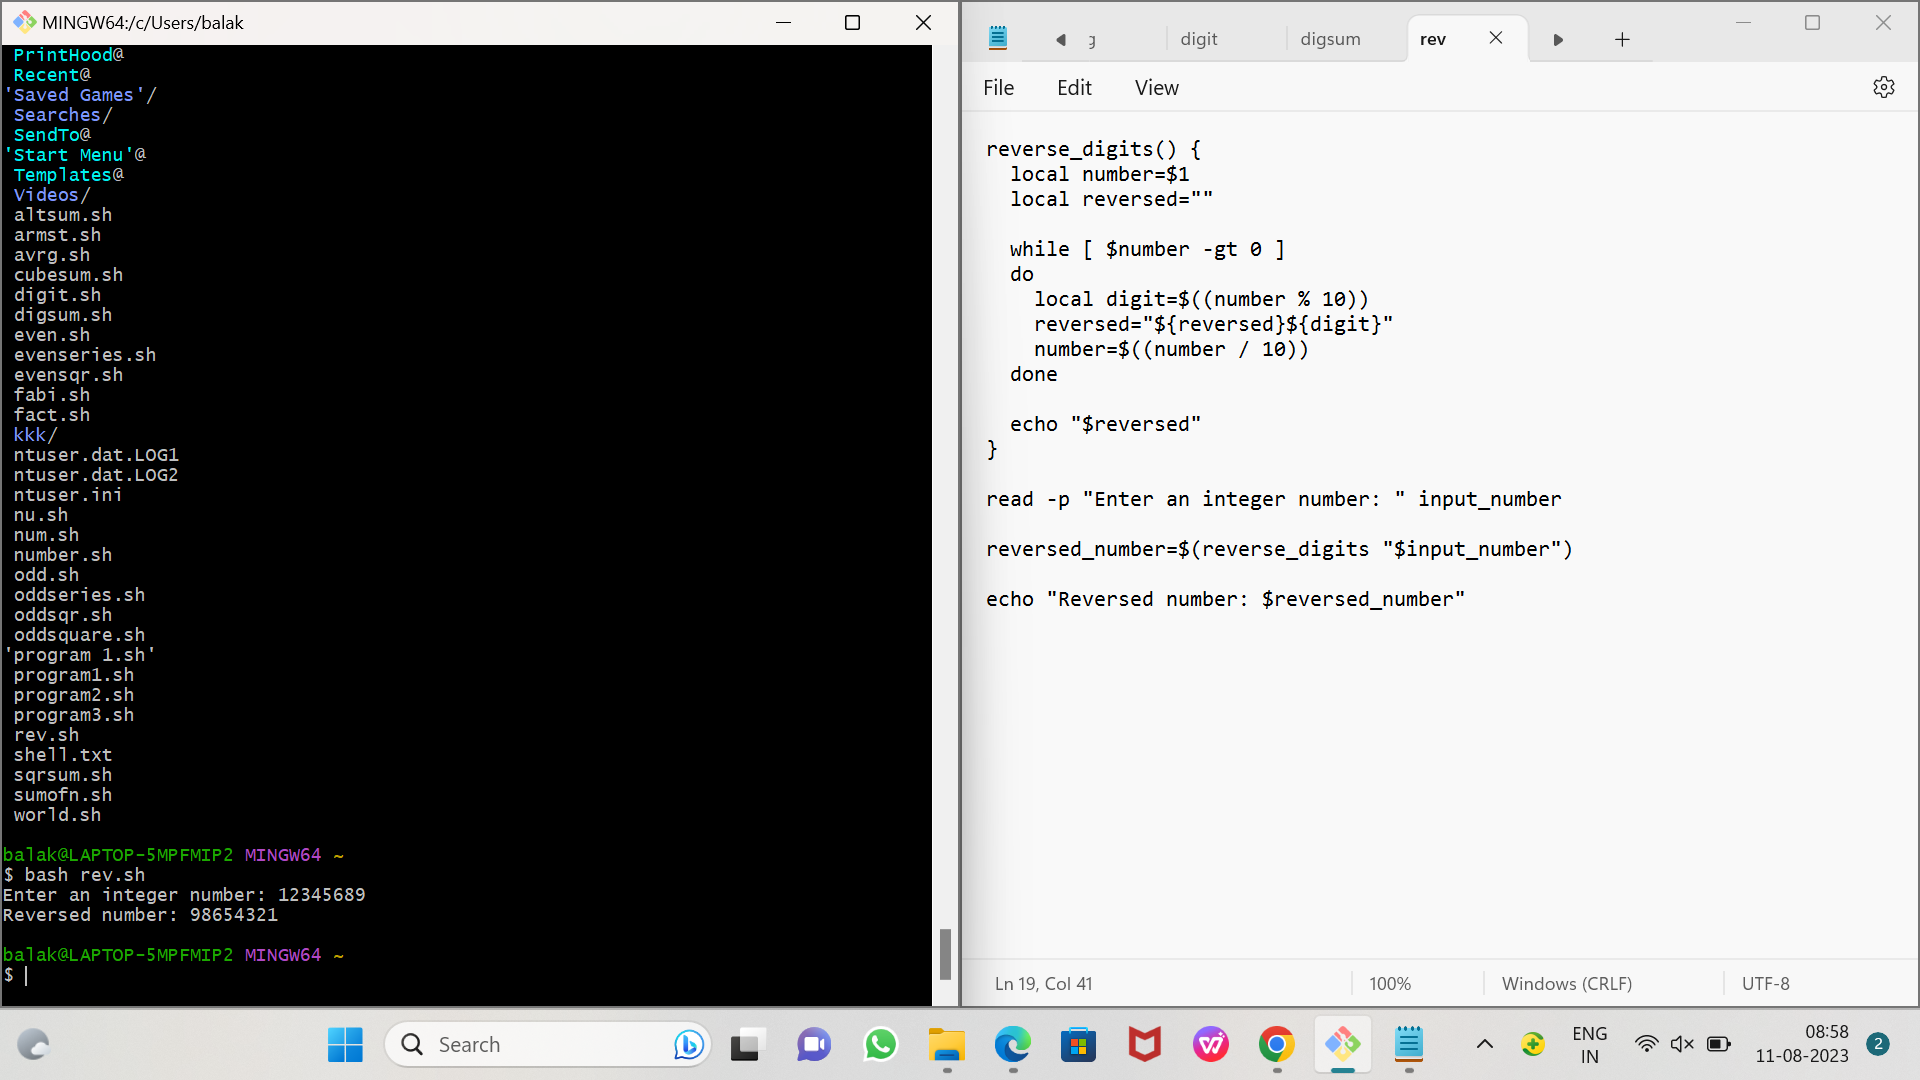 MINGW64:/c/Users/balak
PrintHood@
Recent@
'Saved Games'/
Searches/
SendTo@
'Start Menu'@
Templates@
Videos/
altsum.sh
armst.sh
avrg.sh
cubesum.sh
digit.sh
digsum.sh
even.sh
evenseries.sh
evensqr.sh
fabi.sh
fact.sh
kkk/
ntuser.dat.LOG1
ntuser.dat.LOG2
ntuser.ini
nu.sh
num.sh
number.sh
odd.sh
oddseries.sh
oddsqr.sh
oddsquare.sh
'program 1.sh'
program1.sh
program2.sh
program3.sh
rev.sh
shell.txt
sqrsum.sh
sumofn.sh
world.sh
balak@LAPTOP-5MPFMIP2 MINGW64 ~
$ bash rev.sh
Enter an integer number: 12345689
Reversed number: 98654321
balak@LAPTOP-5MPFMIP2 MINGW64 ~
$
digit digsum rev
File Edit View
reverse_digits() {
local number=$1
local reversed=""
while [ $number -gt 0 ]
do
local digit=$((number % 10))
reversed="${reversed}${digit}"
number=$((number / 10))
done
echo "$reversed"
}
read -p "Enter an integer number: " input_number
reversed_number=$(reverse_digits "$input_number")
echo "Reversed number: $reversed_number"
Ln 19, Col 41 100% Windows (CRLF) UTF-8
Search
ENG
IN
08:58
11-08-2023
2